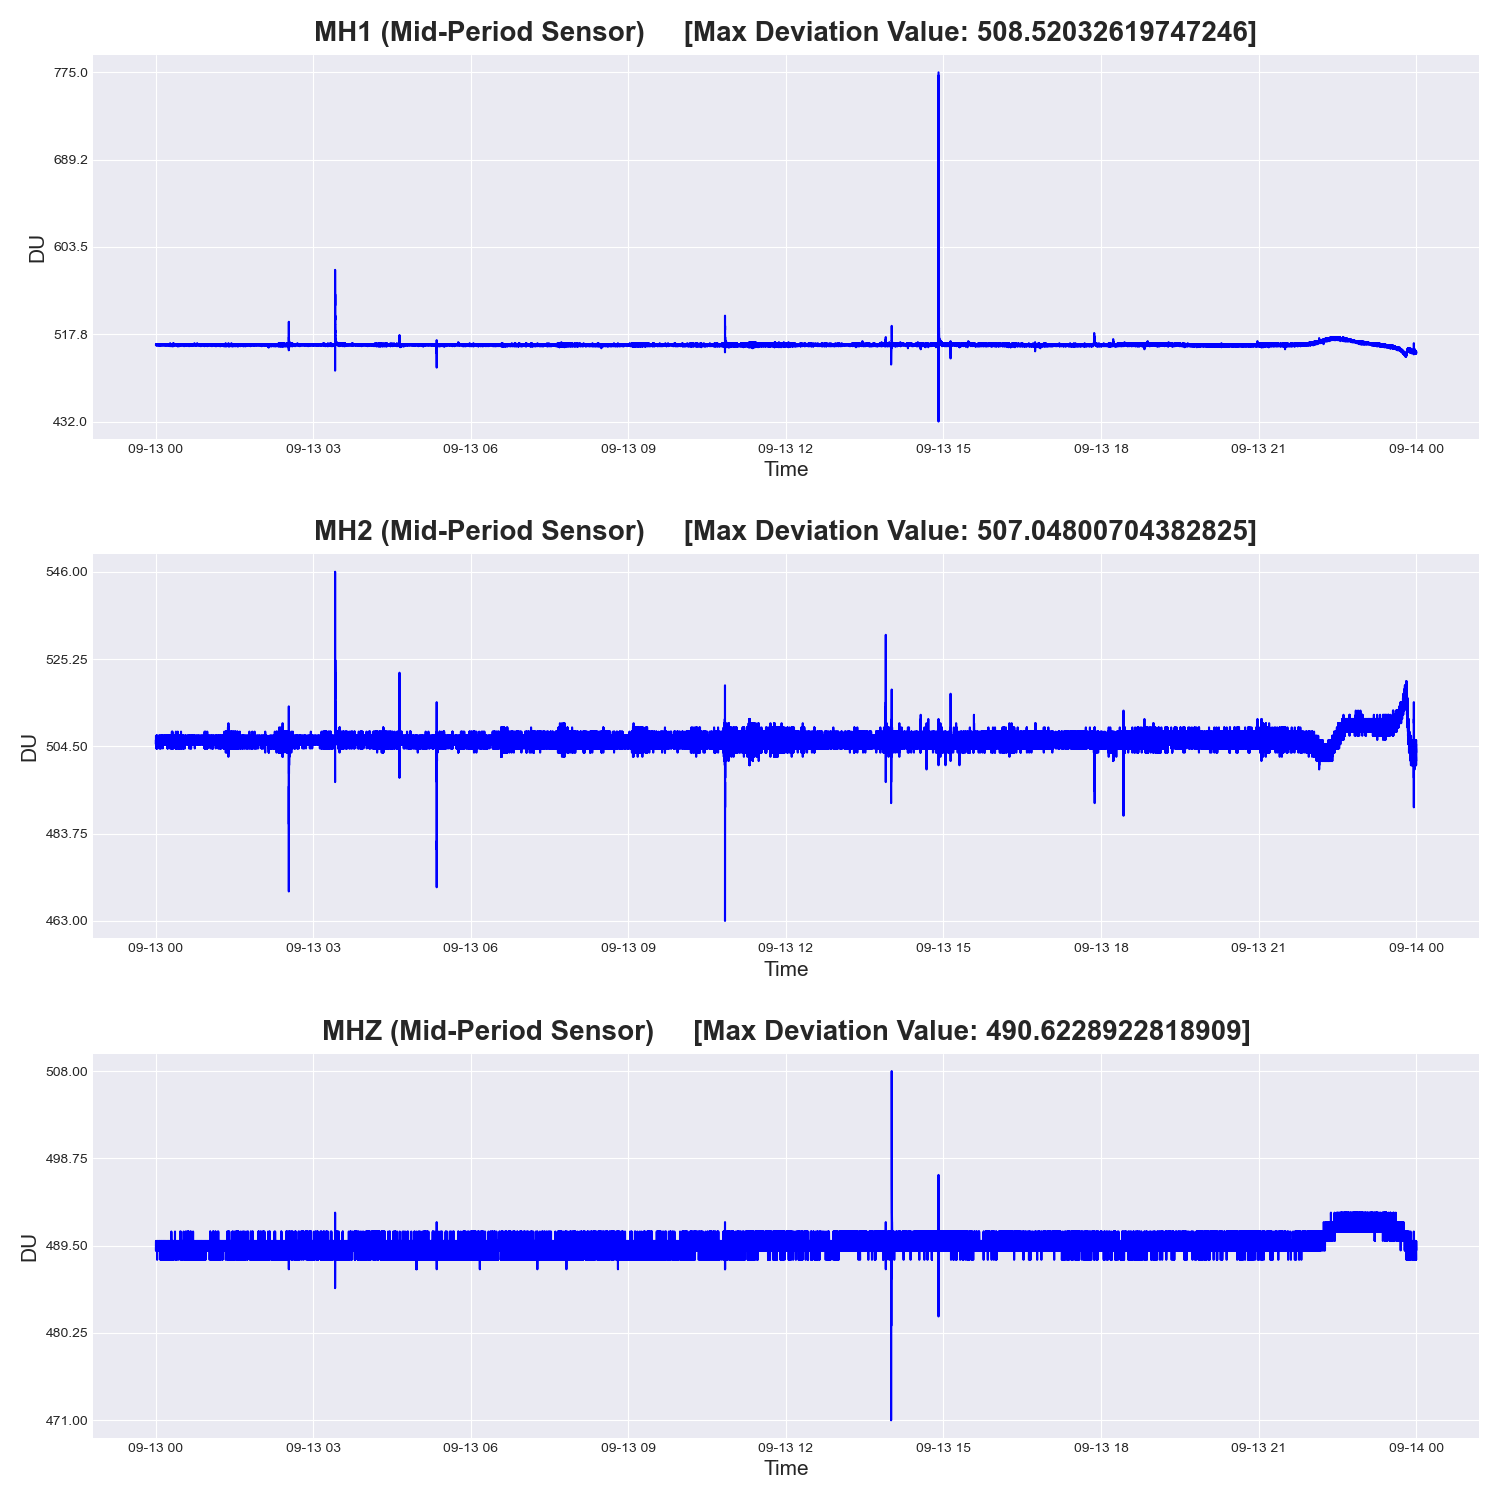 MH1 (Mid-Period Sensor) [Max Deviation Value: 508.52032619747246]
775.0
689.2
603.5
517.8
432.0
DU
09-13 00 09-13 03 09-13 06 09-13 09 09-13 12 09-13 15 09-13 18 09-13 21 09-14 00
Time
MH2 (Mid-Period Sensor) [Max Deviation Value: 507.04800704382825]
546.00
525.25
504.50
483.75
463.00
DU
09-13 00 09-13 03 09-13 06 09-13 09 09-13 12 09-13 15 09-13 18 09-13 21 09-14 00
Time
MHZ (Mid-Period Sensor) [Max Deviation Value: 490.6228922818909]
508.00
498.75
489.50
480.25
471.00
DU
09-13 00 09-13 03 09-13 06 09-13 09 09-13 12 09-13 15 09-13 18 09-13 21 09-14 00
Time